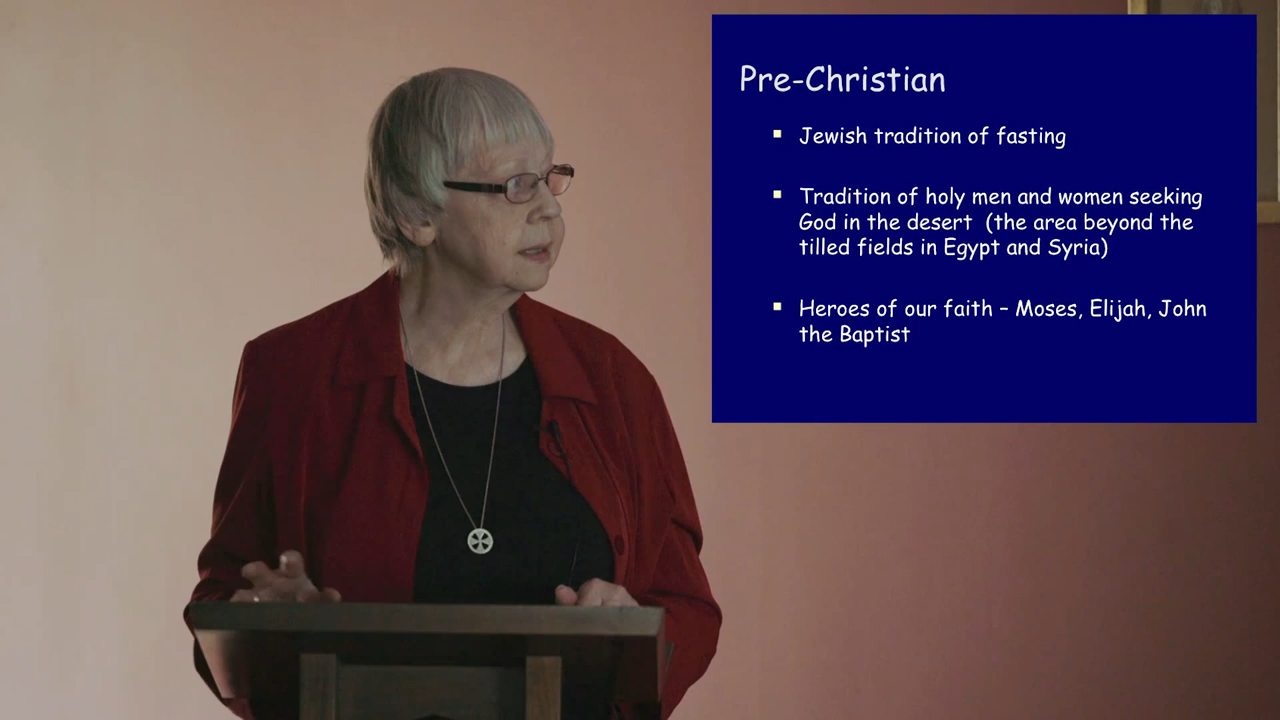 Pre-Christian
Jewish tradition of fasting
Tradition of holy men and women seeking
God in the desert (the area beyond the
tilled fields in Egypt and Syria)
Heroes of our faith – Moses, Elijah, John
the Baptist